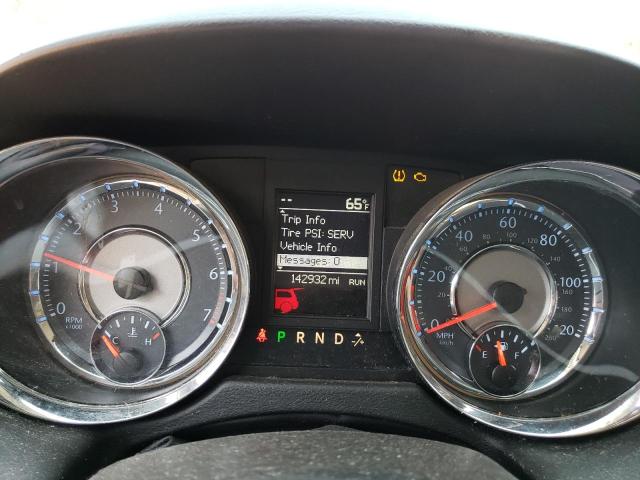 -- 65°F
Trip Info
Tire PSI: SERV
Vehicle Info
Messages: 0
142932 mi RUN
P R N D
0 1 2 3 4 5 6 7
RPM
x1000
C H
0 20 40 60 80 100 120
MPH
km/h
E